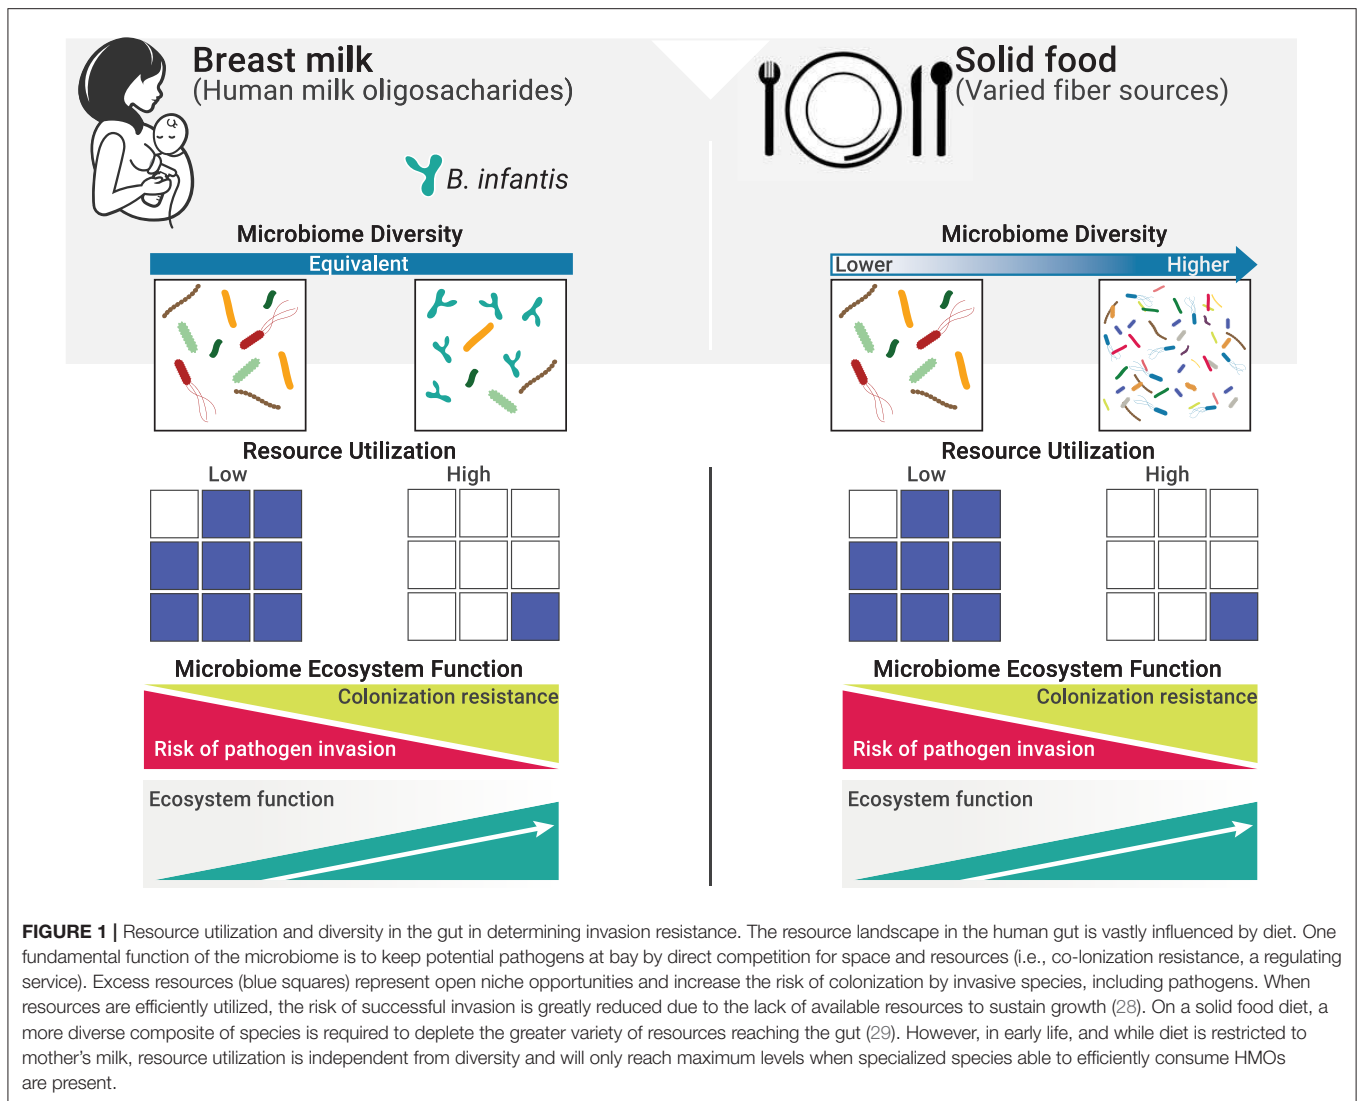 Breast milk
(Human milk oligosacharides)
B. infantis
Microbiome Diversity
Equivalent
Resource Utilization
Low
High
Microbiome Ecosystem Function
Colonization resistance
Risk of pathogen invasion
Ecosystem function
Solid food
(Varied fiber sources)
Microbiome Diversity
Lower
Higher
Resource Utilization
Low
High
Microbiome Ecosystem Function
Colonization resistance
Risk of pathogen invasion
Ecosystem function
FIGURE 1 | Resource utilization and diversity in the gut in determining invasion resistance. The resource landscape in the human gut is vastly influenced by diet. One
fundamental function of the microbiome is to keep potential pathogens at bay by direct competition for space and resources (i.e., co-lonization resistance, a regulating
service). Excess resources (blue squares) represent open niche opportunities and increase the risk of colonization by invasive species, including pathogens. When
resources are efficiently utilized, the risk of successful invasion is greatly reduced due to the lack of available resources to sustain growth (28). On a solid food diet, a
more diverse composite of species is required to deplete the greater variety of resources reaching the gut (29). However, in early life, and while diet is restricted to
mother's milk, resource utilization is independent from diversity and will only reach maximum levels when specialized species able to efficiently consume HMOs
are present.